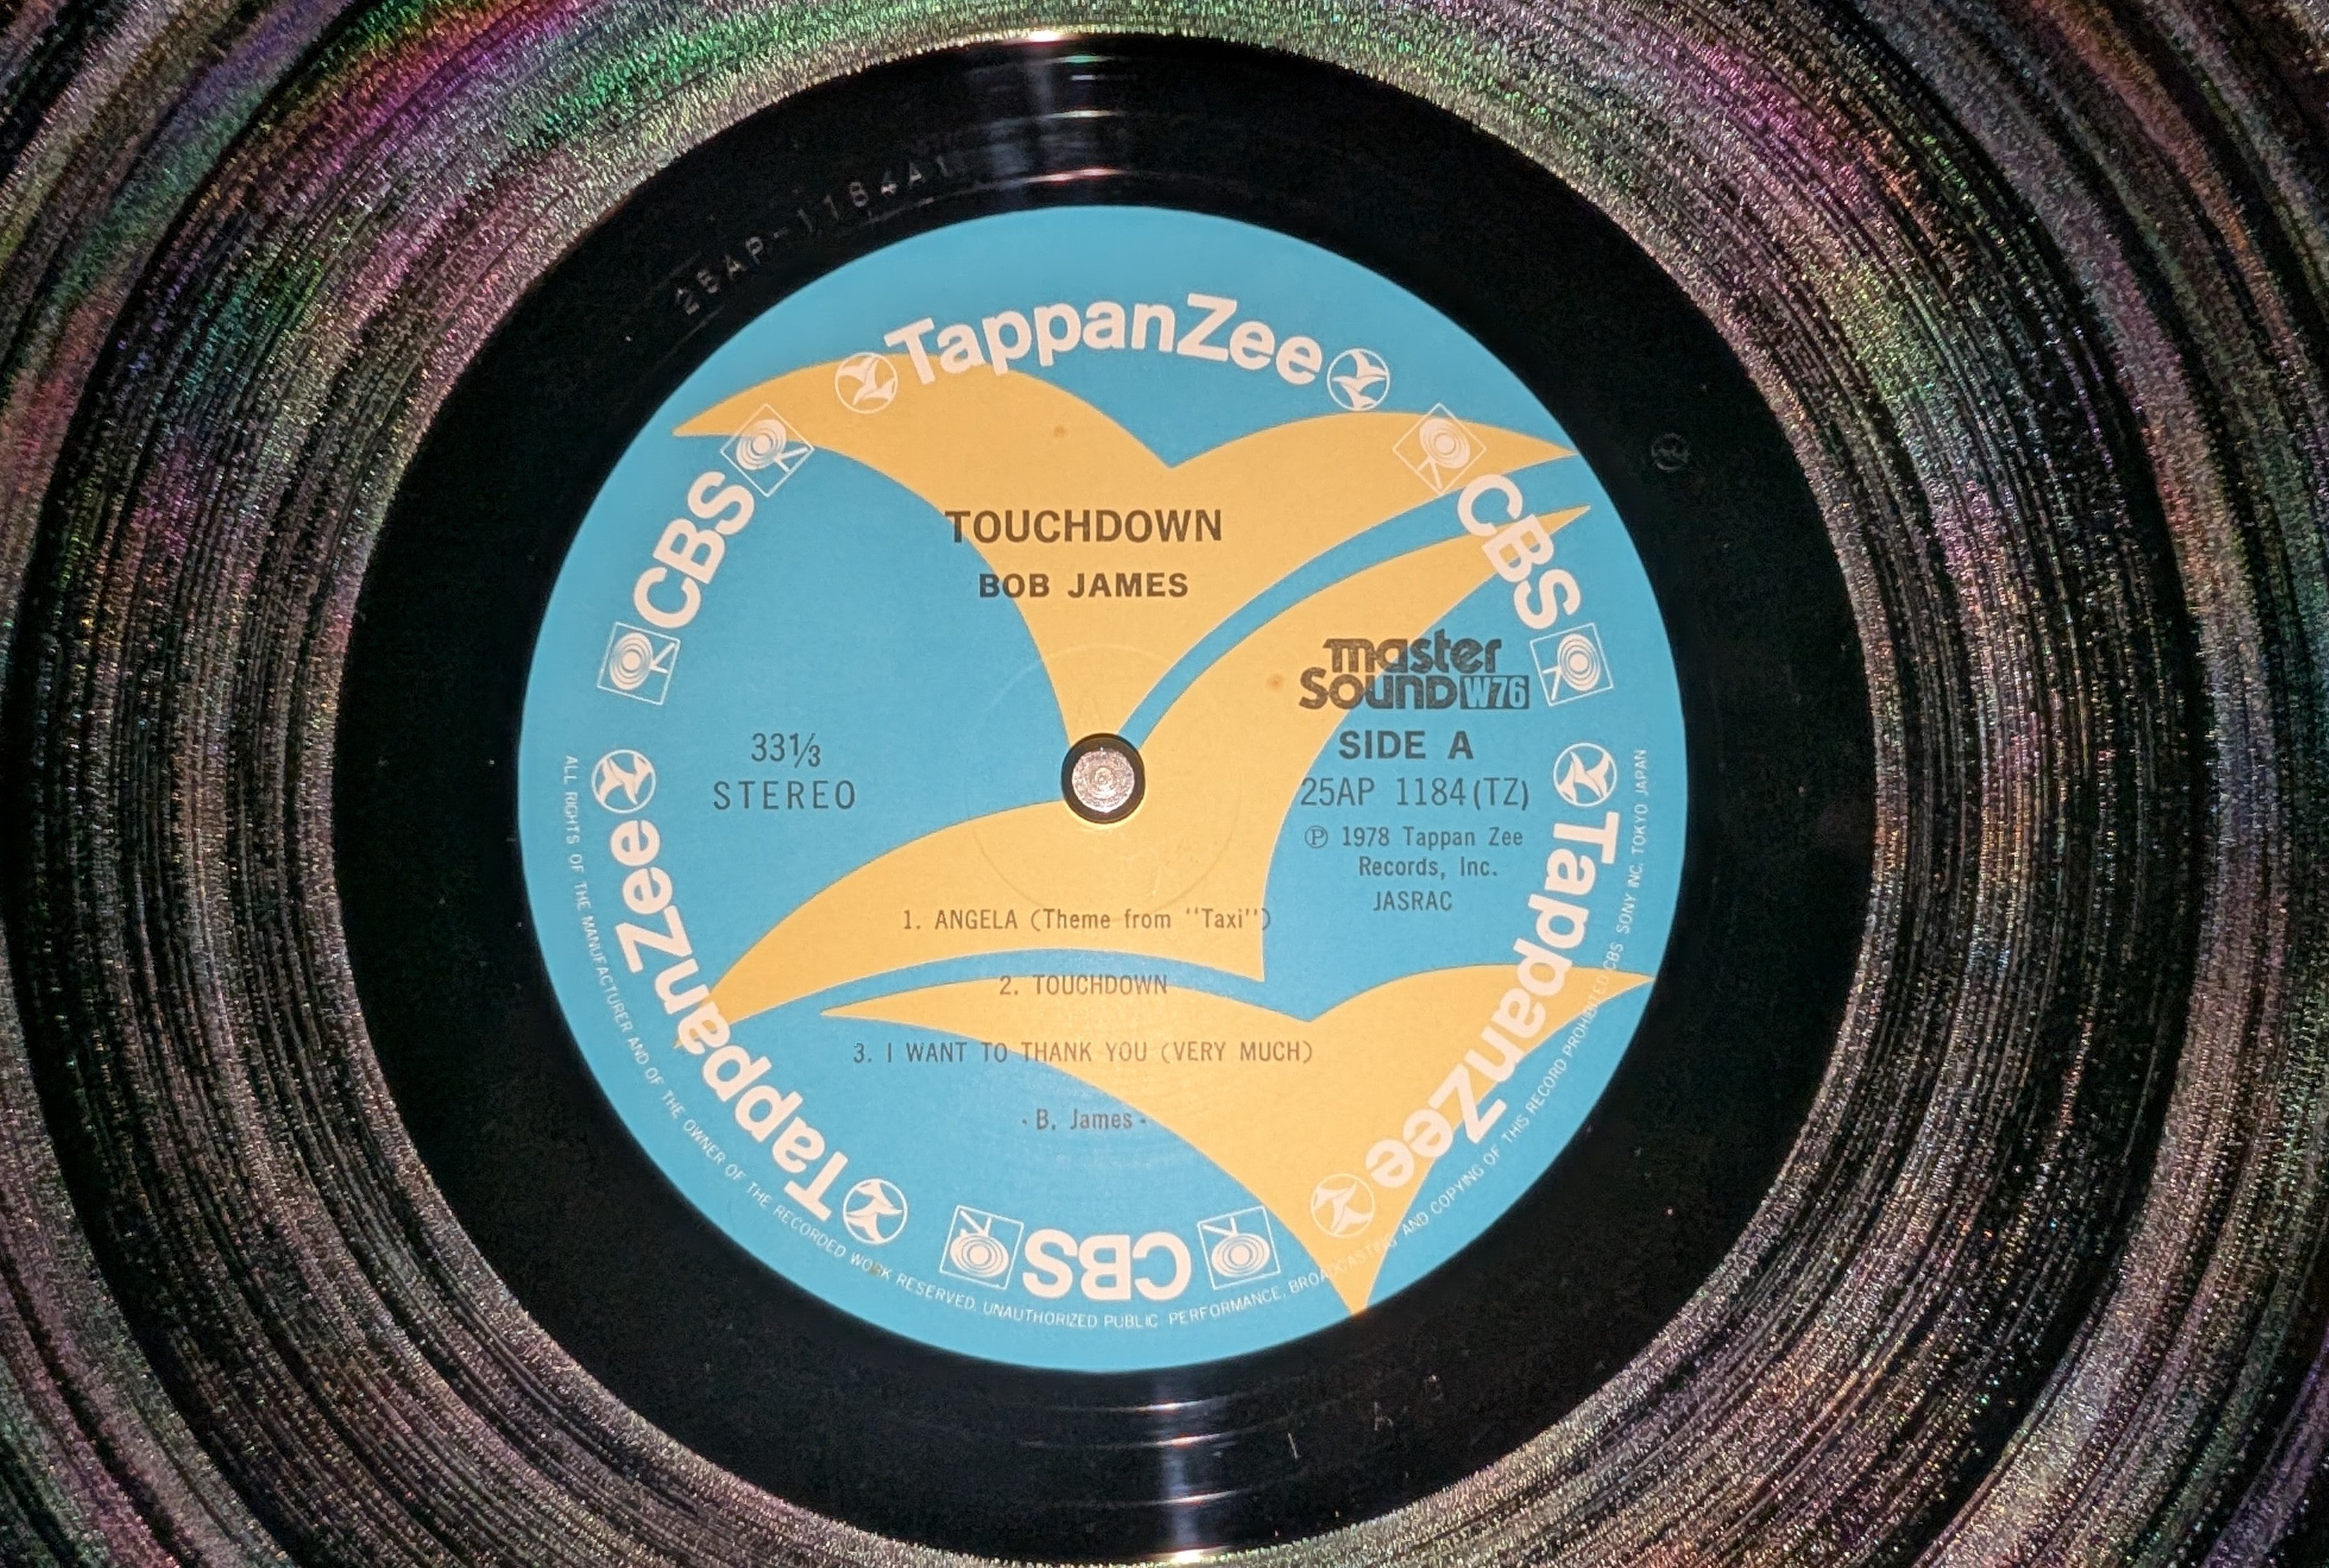 25AP-1184A1
TappanZee
CBS
CBS
TOUCHDOWN
BOB JAMES
master
Sound W76
33⅓
STEREO
SIDE A
25AP 1184(TZ)
℗ 1978 Tappan Zee
Records, Inc.
JASRAC
1. ANGELA (Theme from “Taxi”)
2. TOUCHDOWN
3. I WANT TO THANK YOU (VERY MUCH)
- B. James -
TappanZee
TappanZee
CBS
ALL RIGHTS OF THE MANUFACTURER AND OF THE OWNER OF THE RECORDED WORK RESERVED. UNAUTHORIZED PUBLIC PERFORMANCE, BROADCASTING AND COPYING OF THIS RECORD PROHIBITED CBS SONY INC. TOKYO JAPAN